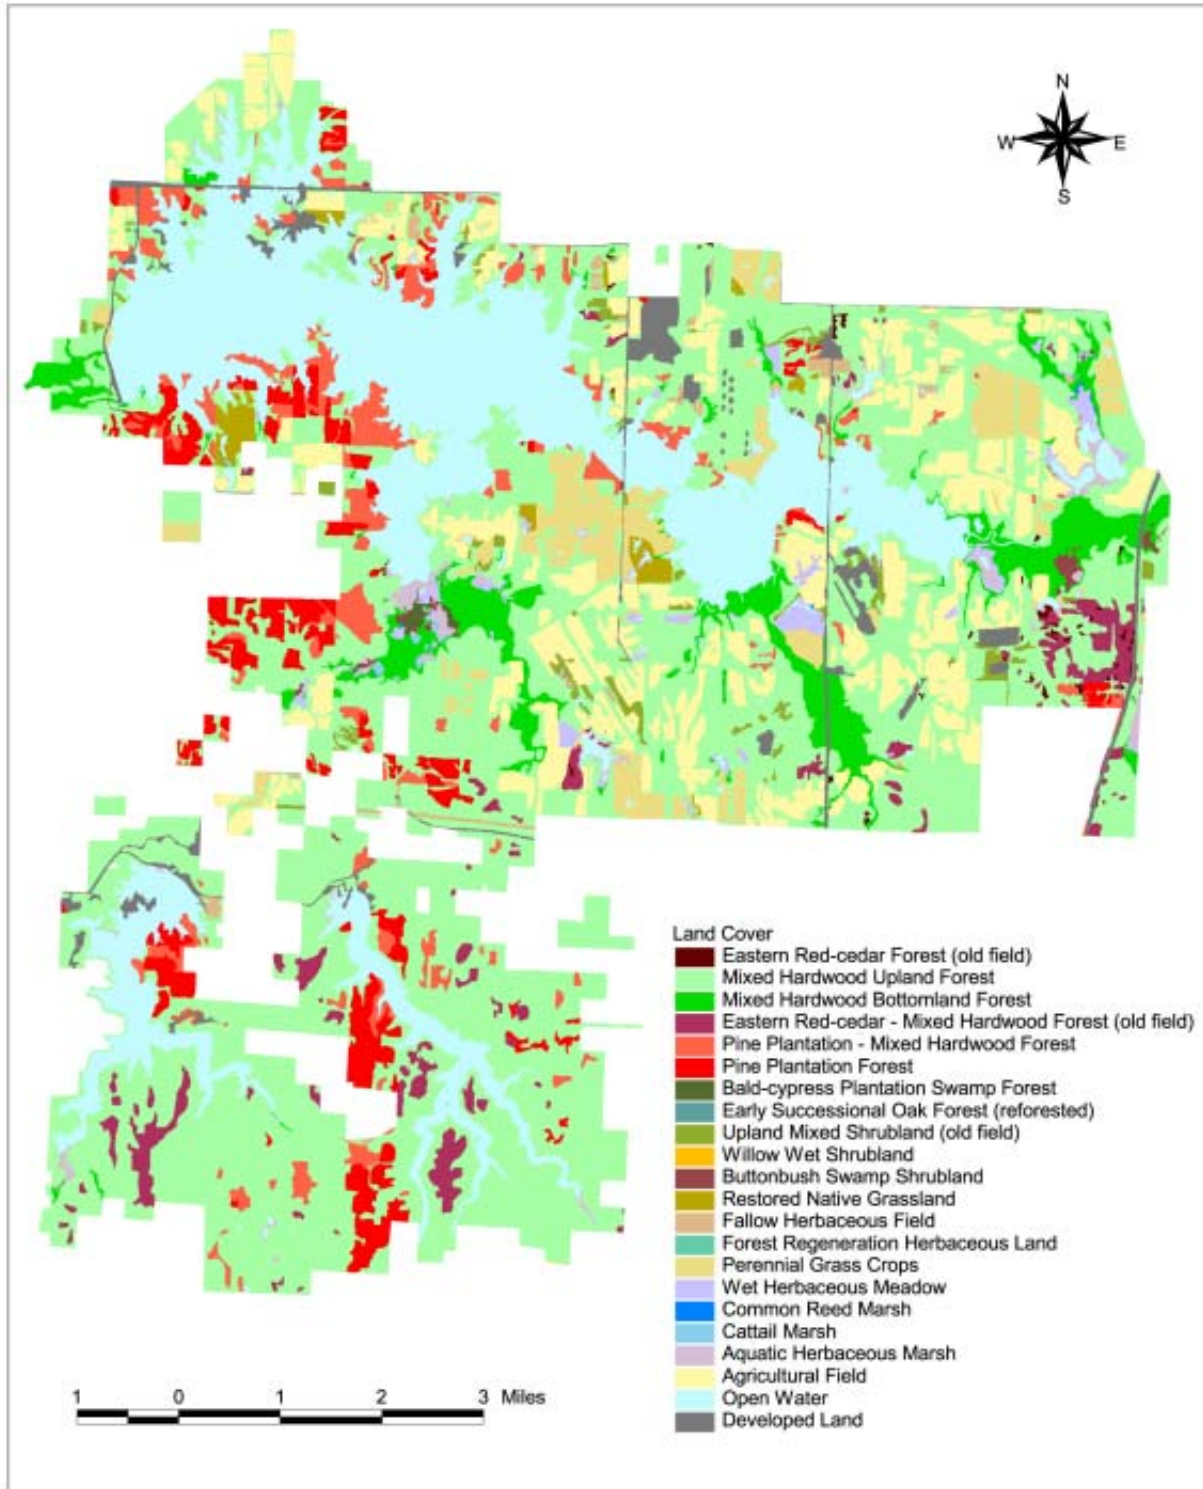 N
W E
S
Land Cover
Eastern Red-cedar Forest (old field)
Mixed Hardwood Upland Forest
Mixed Hardwood Bottomland Forest
Eastern Red-cedar - Mixed Hardwood Forest (old field)
Pine Plantation - Mixed Hardwood Forest
Pine Plantation Forest
Bald-cypress Plantation Swamp Forest
Early Successional Oak Forest (reforested)
Upland Mixed Shrubland (old field)
Willow Wet Shrubland
Buttonbush Swamp Shrubland
Restored Native Grassland
Fallow Herbaceous Field
Forest Regeneration Herbaceous Land
Perennial Grass Crops
Wet Herbaceous Meadow
Common Reed Marsh
Cattail Marsh
Aquatic Herbaceous Marsh
Agricultural Field
Open Water
Developed Land
1 0 1 2 3 Miles